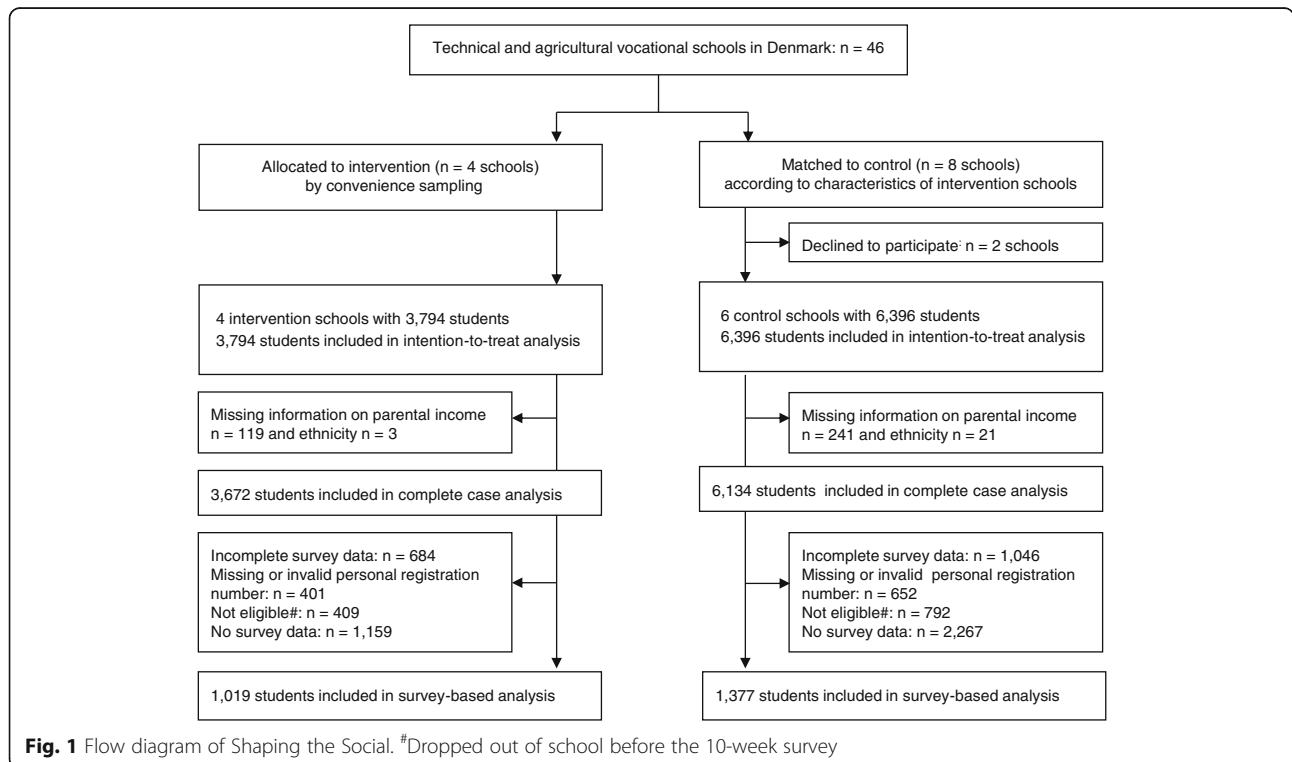 Technical and agricultural vocational schools in Denmark: n = 46
Allocated to intervention (n = 4 schools)
by convenience sampling
Matched to control (n = 8 schools)
according to characteristics of intervention schools
Declined to participate: n = 2 schools
4 intervention schools with 3,794 students
3,794 students included in intention-to-treat analysis
6 control schools with 6,396 students
6,396 students included in intention-to-treat analysis
Missing information on parental income
n = 119 and ethnicity n = 3
Missing information on parental income
n = 241 and ethnicity n = 21
3,672 students included in complete case analysis
6,134 students included in complete case analysis
Incomplete survey data: n = 684
Missing or invalid personal registration
number: n = 401
Not eligible#: n = 409
No survey data: n = 1,159
Incomplete survey data: n = 1,046
Missing or invalid personal registration
number: n = 652
Not eligible#: n = 792
No survey data: n = 2,267
1,019 students included in survey-based analysis
1,377 students included in survey-based analysis
Fig. 1 Flow diagram of Shaping the Social. #Dropped out of school before the 10-week survey